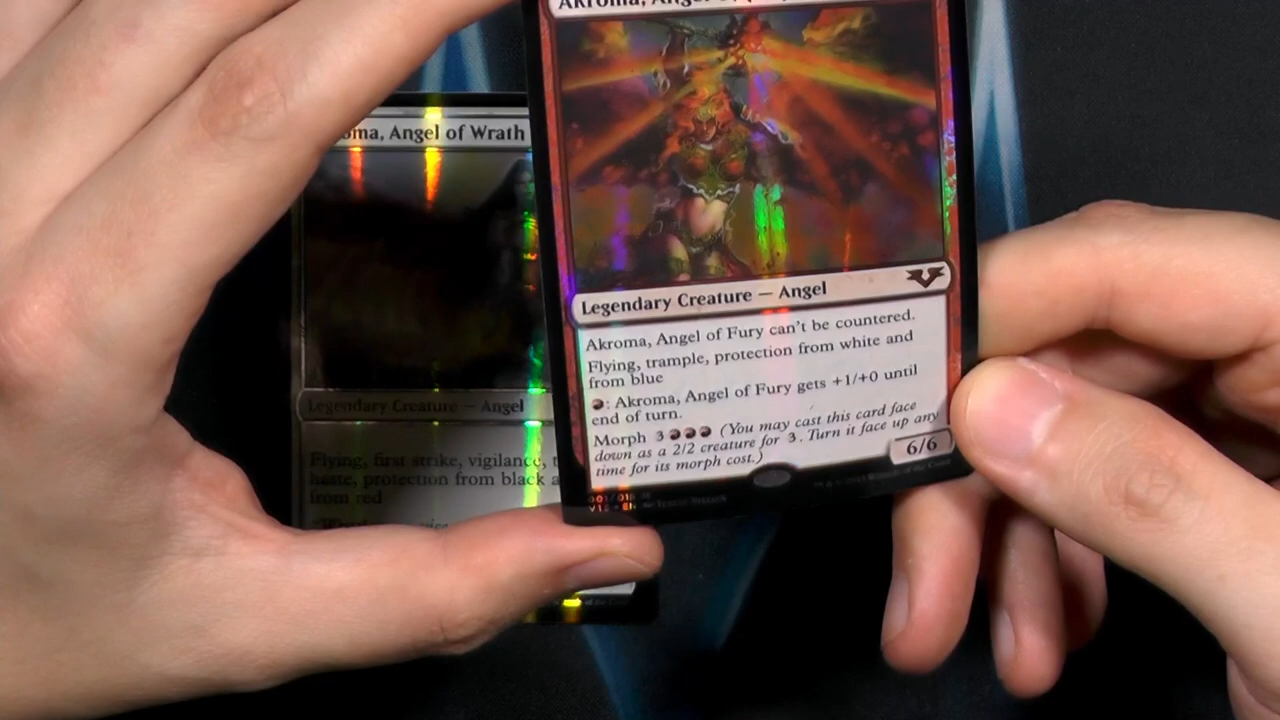 Akroma, Angel of
oma, Angel of Wrath
Legendary Creature — Angel
Akroma, Angel of Fury can't be countered.
Flying, trample, protection from white and
from blue
: Akroma, Angel of Fury gets +1/+0 until
end of turn.
Morph 3 (You may cast this card face
down as a 2/2 creature for 3. Turn it face up any
time for its morph cost.)
6/6
Legendary Creature — Angel
Flying, first strike, vigilance, t
haste, protection from black a
from red